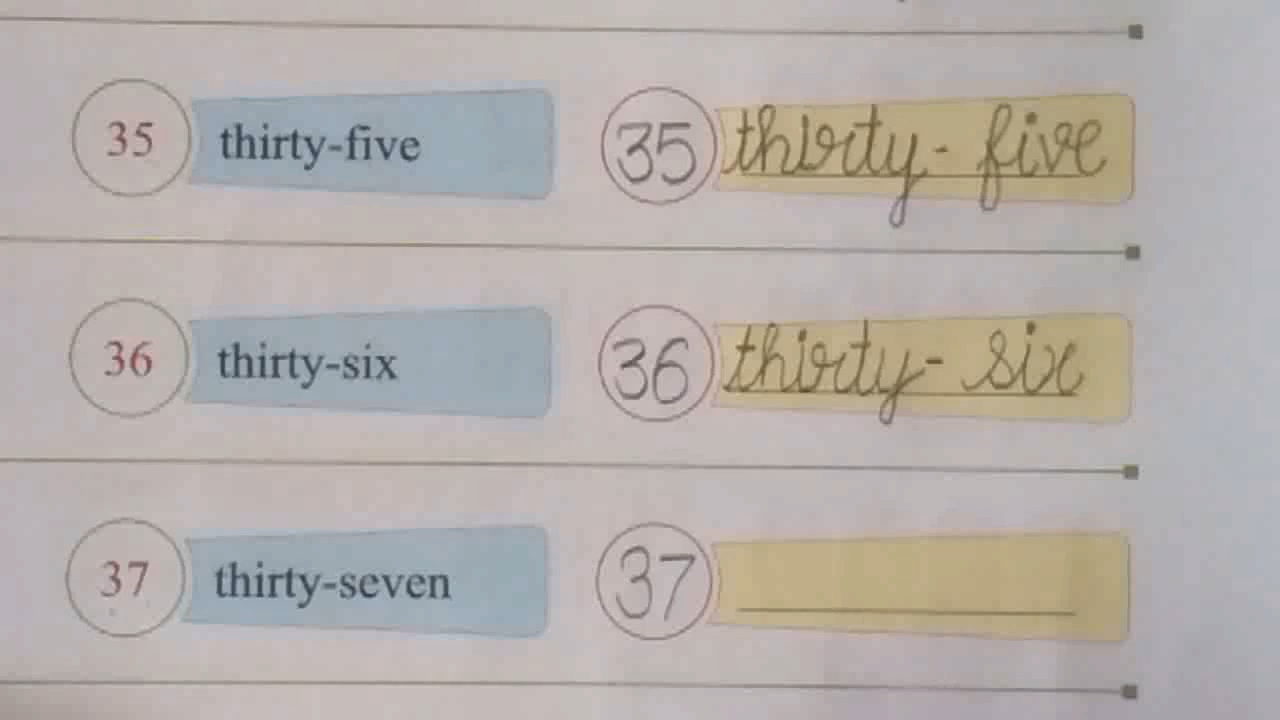 35 thirty-five 35 thirty- five
36 thirty-six 36 thirty- six
37 thirty-seven 37